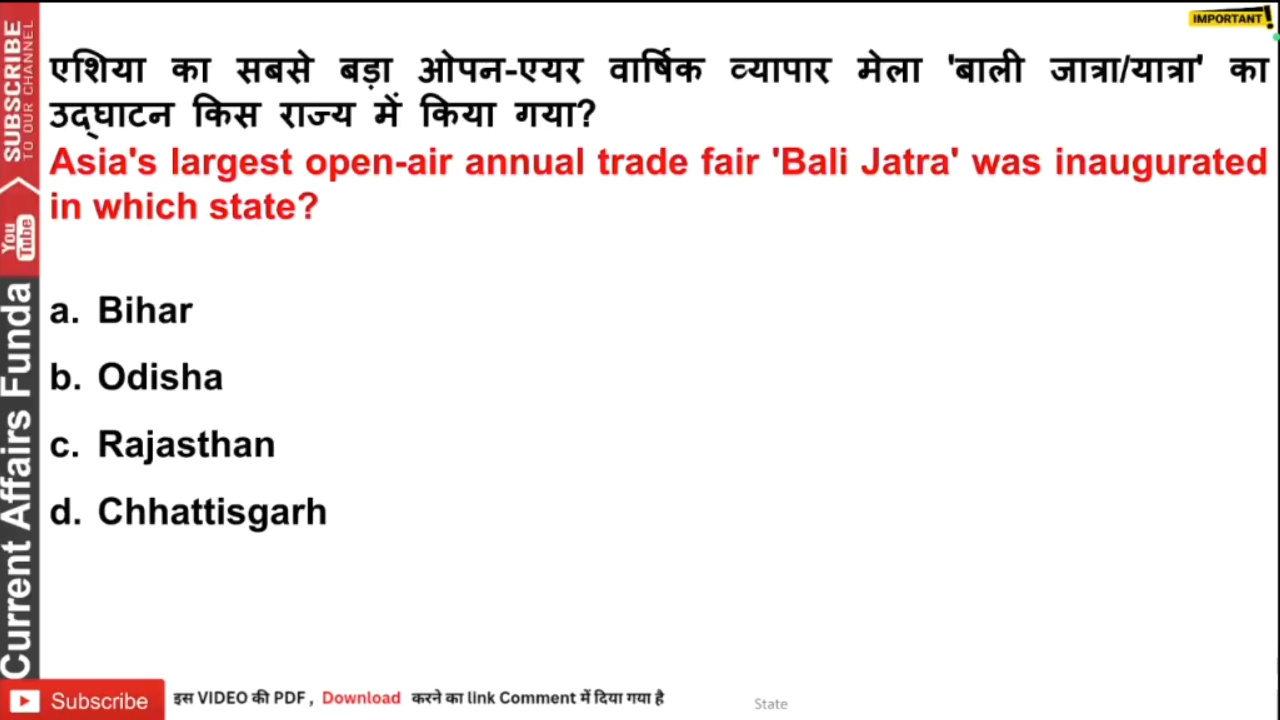 IMPORTANT!
एशिया का सबसे बड़ा ओपन-एयर वार्षिक व्यापार मेला 'बाली जात्रा/यात्रा' का
उद्घाटन किस राज्य में किया गया?
Asia's largest open-air annual trade fair 'Bali Jatra' was inaugurated
in which state?
a. Bihar
b. Odisha
c. Rajasthan
d. Chhattisgarh
SUBSCRIBE
TO OUR CHANNEL
You
Tube
Current Affairs Funda
Subscribe
इस VIDEO की PDF , Download करने का link Comment में दिया गया है
State